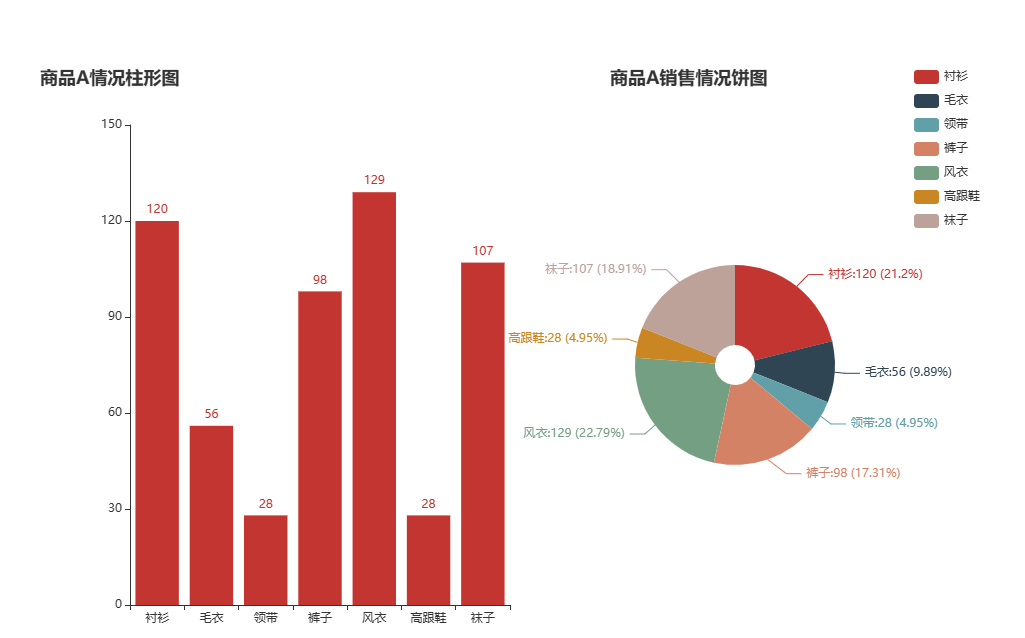 商品A情况柱形图
150
120
90
60
30
0
120
56
28
98
129
28
107
衬衫
毛衣
领带
裤子
风衣
高跟鞋
袜子
商品A销售情况饼图
衬衫
毛衣
领带
裤子
风衣
高跟鞋
袜子
衬衫:120 (21.2%)
毛衣:56 (9.89%)
领带:28 (4.95%)
裤子:98 (17.31%)
风衣:129 (22.79%)
高跟鞋:28 (4.95%)
袜子:107 (18.91%)